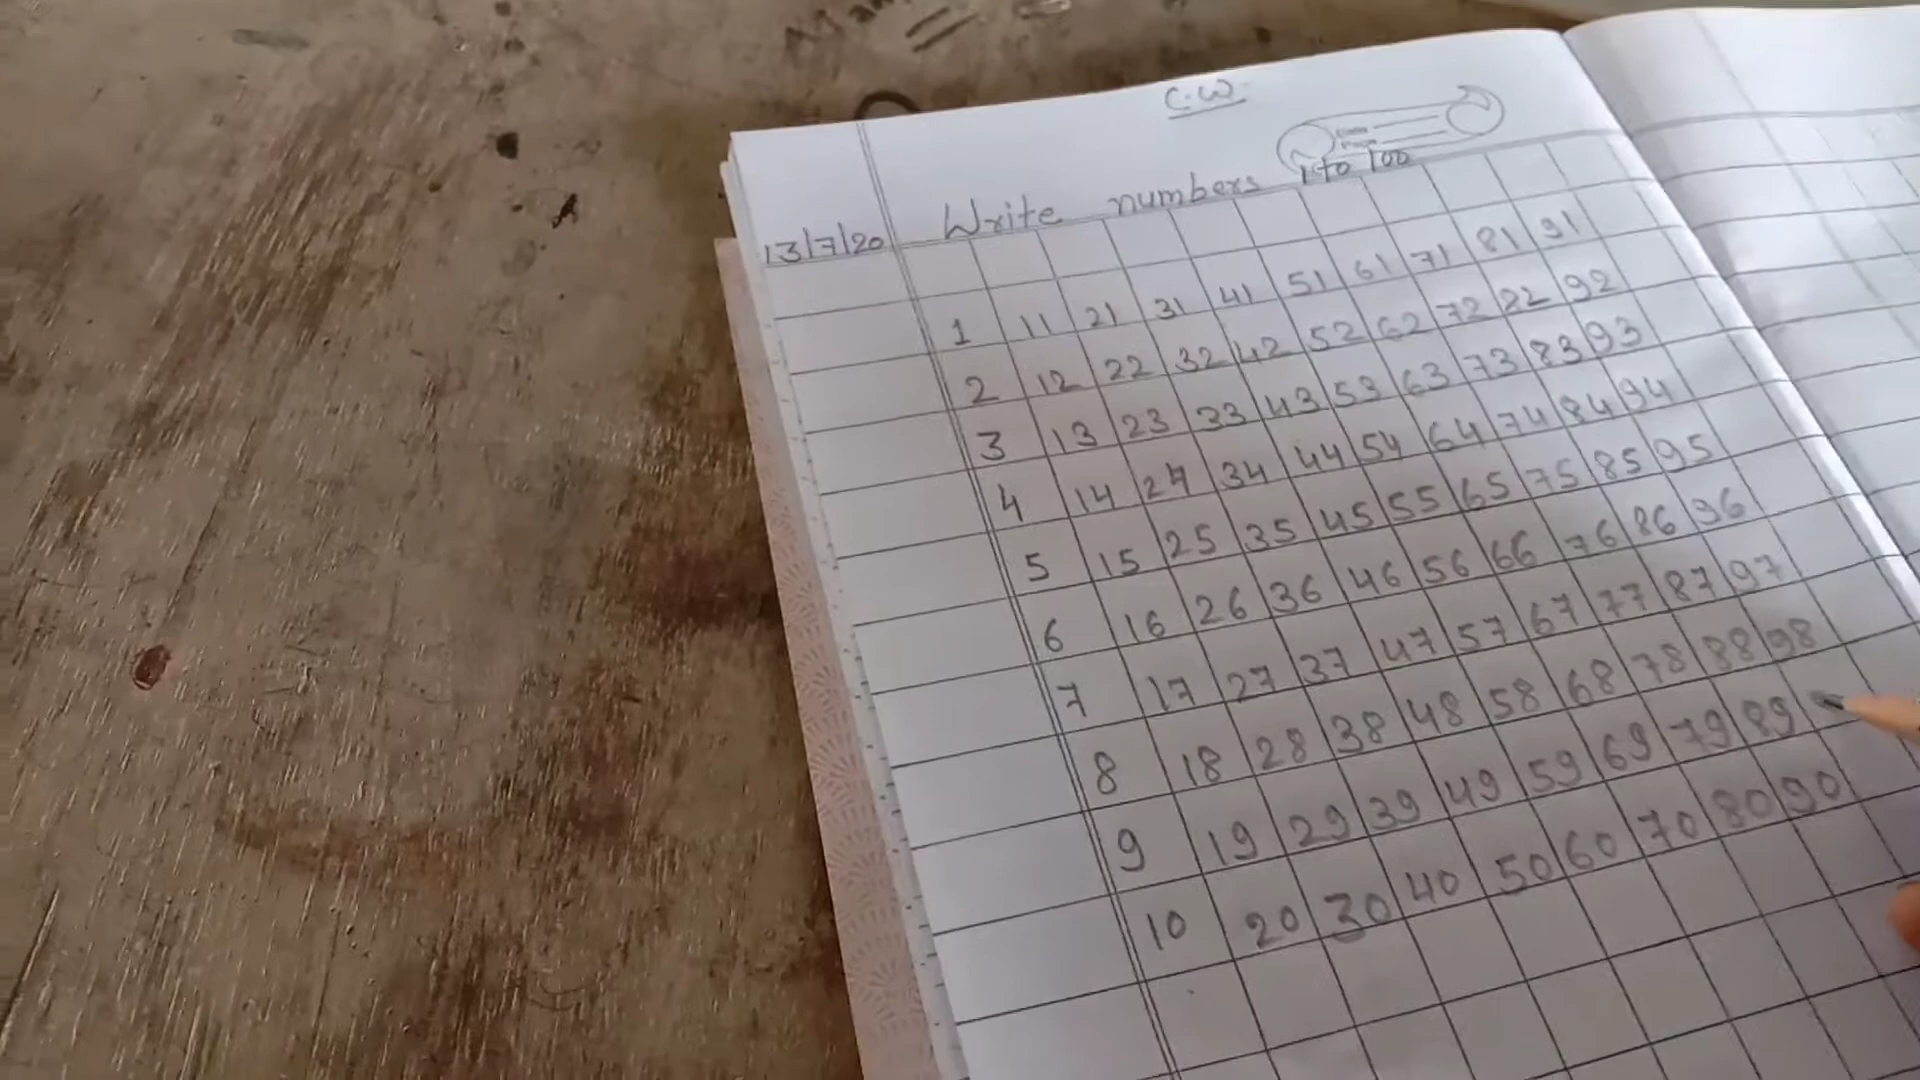 C.W.
13/7/20 Write numbers 1 to 100
1 11 21 31 41 51 61 71 81 91
2 12 22 32 42 52 62 72 82 92
3 13 23 33 43 53 63 73 83 93
4 14 24 34 44 54 64 74 84 94
5 15 25 35 45 55 65 75 85 95
6 16 26 36 46 56 66 76 86 96
7 17 27 37 47 57 67 77 87 97
8 18 28 38 48 58 68 78 88 98
9 19 29 39 49 59 69 79 89
10 20 30 40 50 60 70 80 90